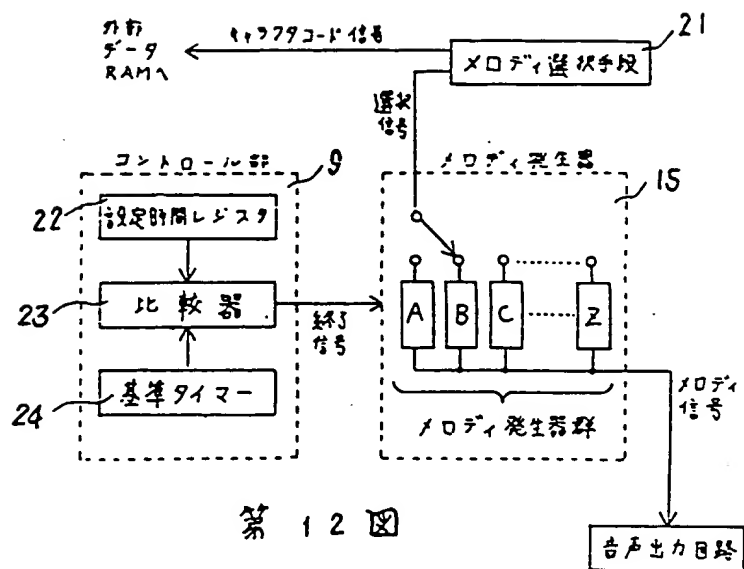 外部
データ
RAMへ
キャラクタコード信号
21
メロディ選択手段
選択
信号
コントロール部
9
メロディ発生器
15
22
設定時間レジスタ
23
比較器
終了
信号
24
基準タイマー
A
B
C
Z
メロディ発生器群
メロディ
信号
第12図
音声出力回路